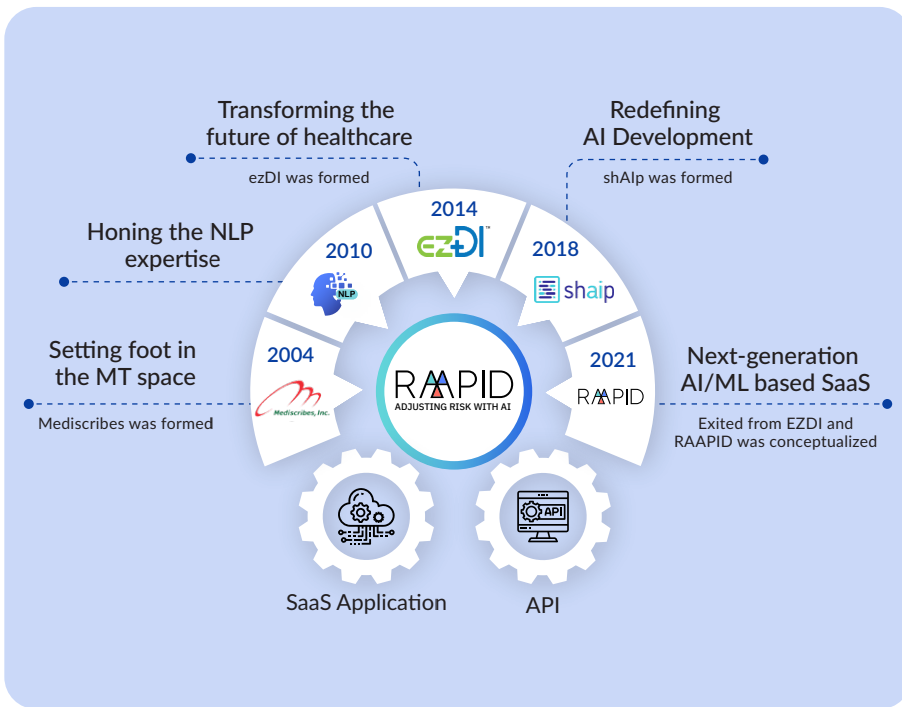 Transforming the
future of healthcare
ezDI was formed
Redefining
AI Development
shAIp was formed
Honing the NLP
expertise
Setting foot in
the MT space
Mediscribes was formed
2004
Mediscribes, Inc.
2010
NLP
2014
ezDI™
2018
shaip
2021
RAAPID
Next-generation
AI/ML based SaaS
Exited from EZDI and
RAAPID was conceptualized
RAAPID
ADJUSTING RISK WITH AI
API
SaaS Application
API